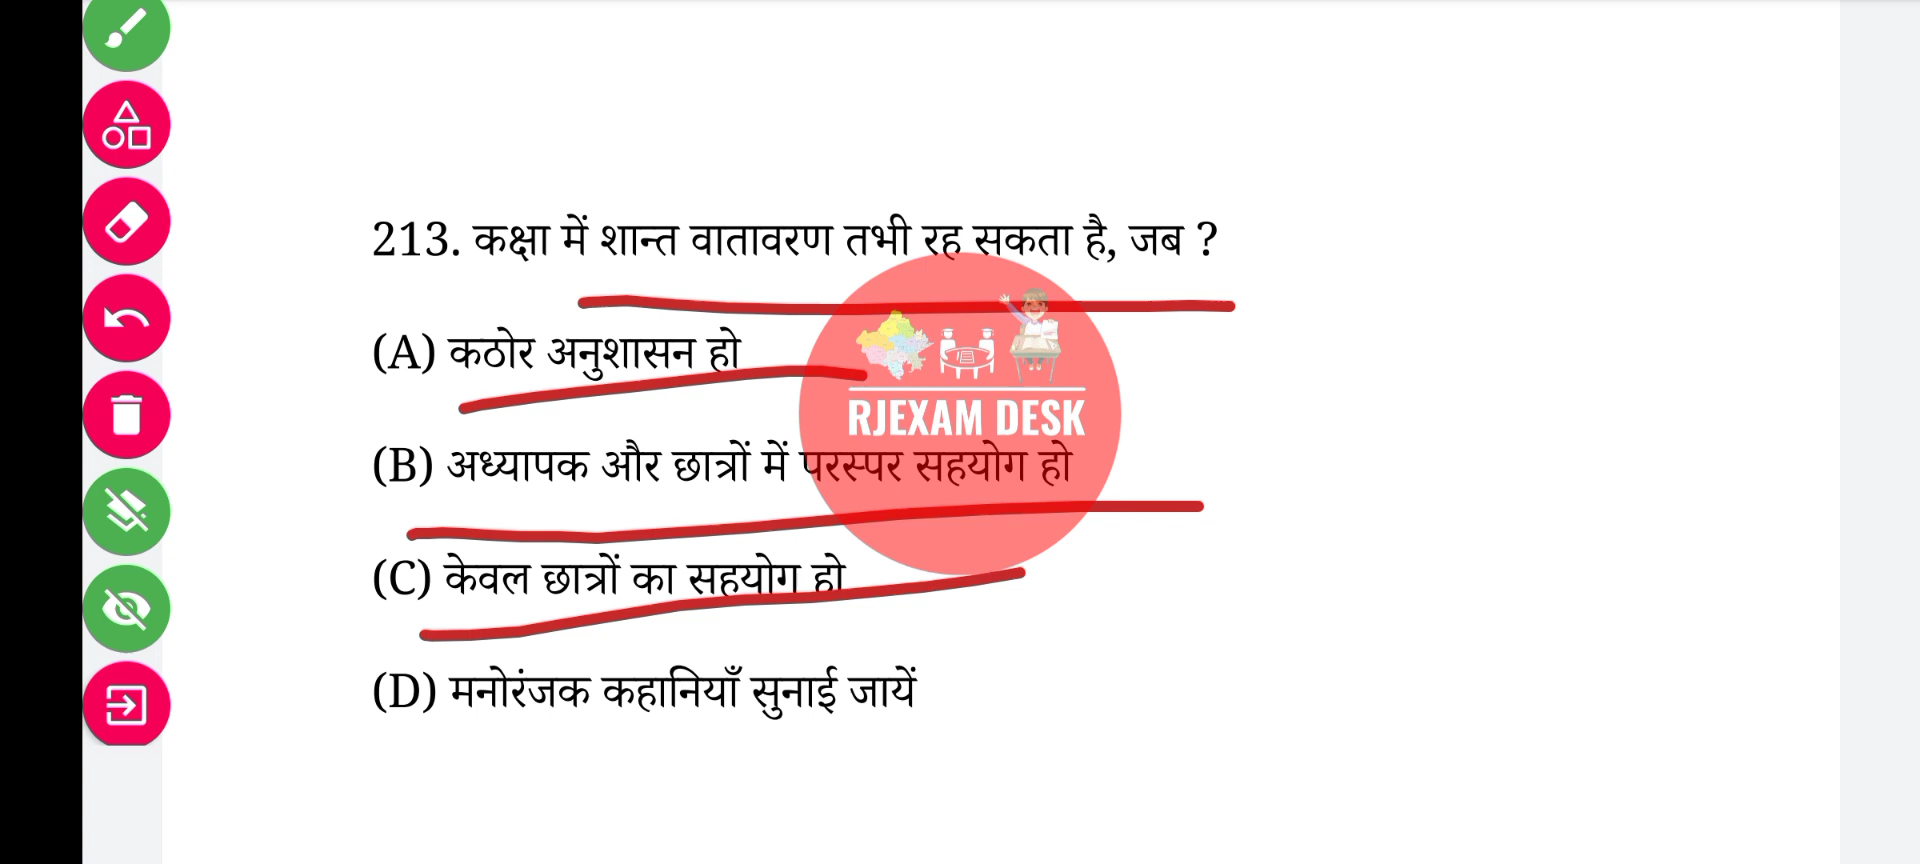 213. कक्षा में शान्त वातावरण तभी रह सकता है, जब ?
(A) कठोर अनुशासन हो
RJEXAM DESK
(B) अध्यापक और छात्रों में परस्पर सहयोग हो
(C) केवल छात्रों का सहयोग हो
(D) मनोरंजक कहानियाँ सुनाई जायें